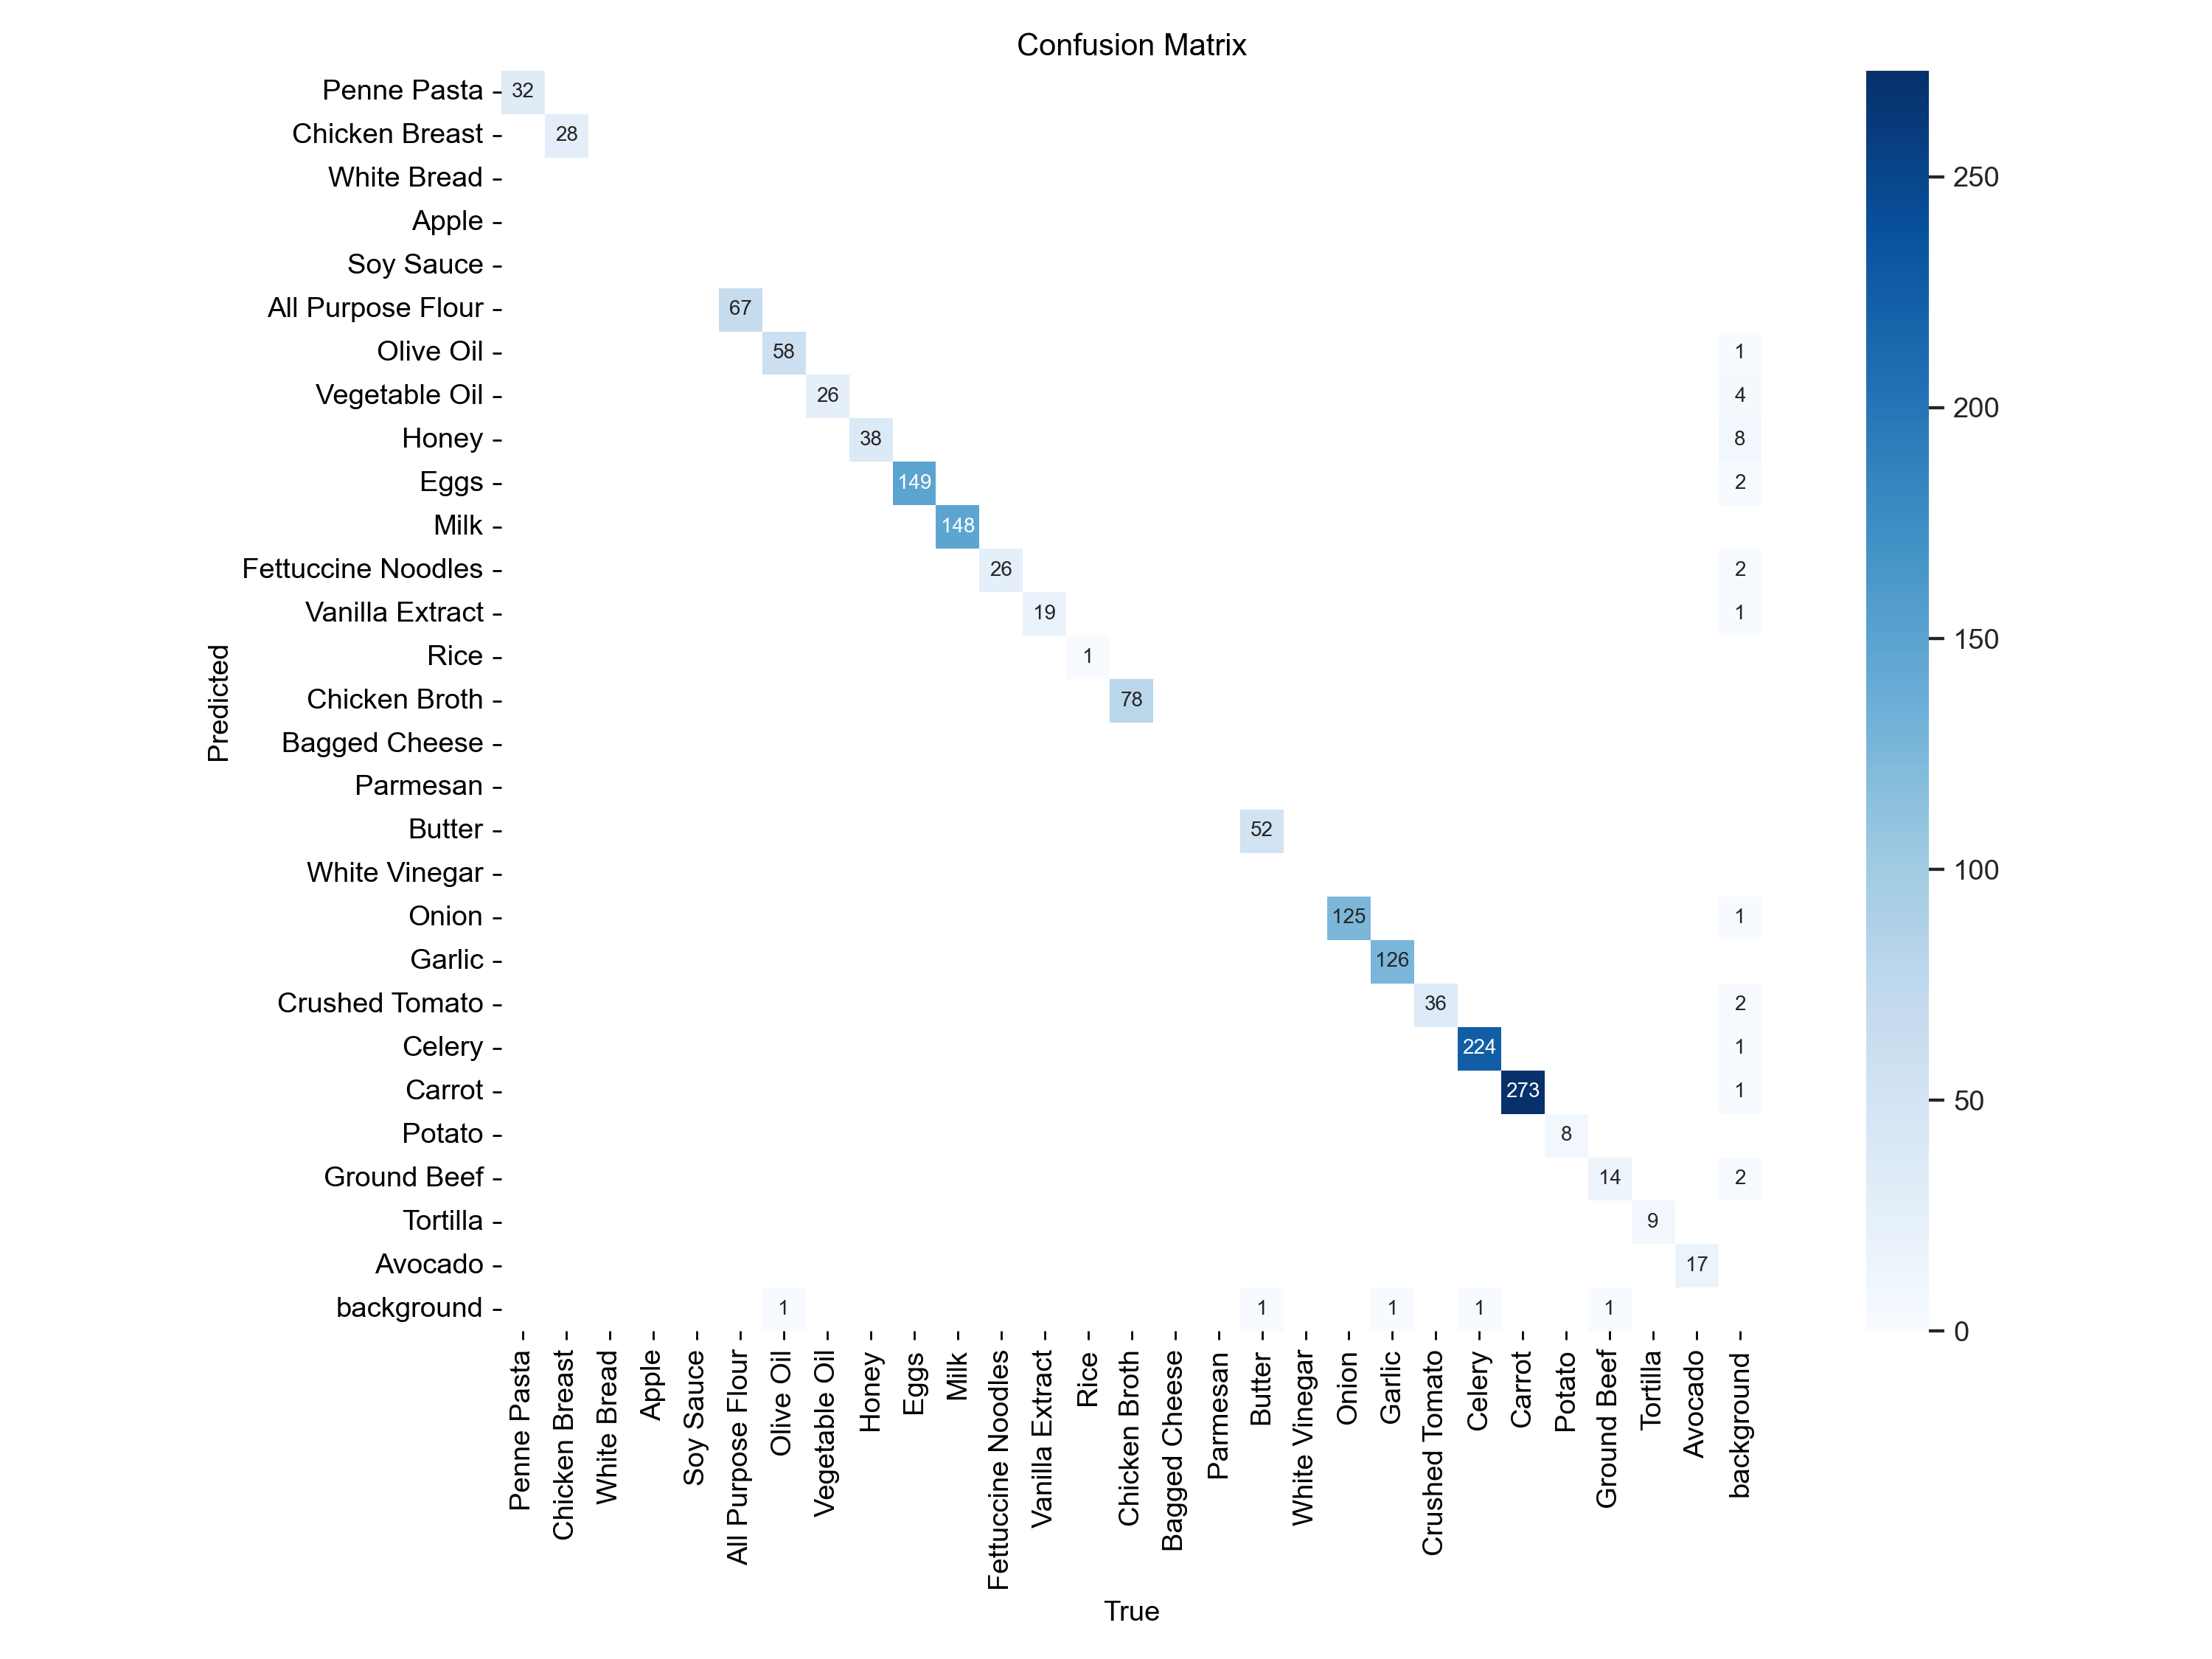 Confusion Matrix
Penne Pasta 32
Chicken Breast 28
White Bread
Apple
Soy Sauce
All Purpose Flour 67
Olive Oil 58 1
Vegetable Oil 26 4
Honey 38 8
Eggs 149 2
Milk 148
Fettuccine Noodles 26 2
Vanilla Extract 19 1
Rice 1
Chicken Broth 78
Bagged Cheese
Parmesan
Butter 52
White Vinegar
Onion 125 1
Garlic 126
Crushed Tomato 36 2
Celery 224 1
Carrot 273 1
Potato 8
Ground Beef 14 2
Tortilla 9
Avocado 17
background 1 1 1 1 1
Predicted
Penne Pasta
Chicken Breast
White Bread
Apple
Soy Sauce
All Purpose Flour
Olive Oil
Vegetable Oil
Honey
Eggs
Milk
Fettuccine Noodles
Vanilla Extract
Rice
Chicken Broth
Bagged Cheese
Parmesan
Butter
White Vinegar
Onion
Garlic
Crushed Tomato
Celery
Carrot
Potato
Ground Beef
Tortilla
Avocado
background
True
250
200
150
100
50
0